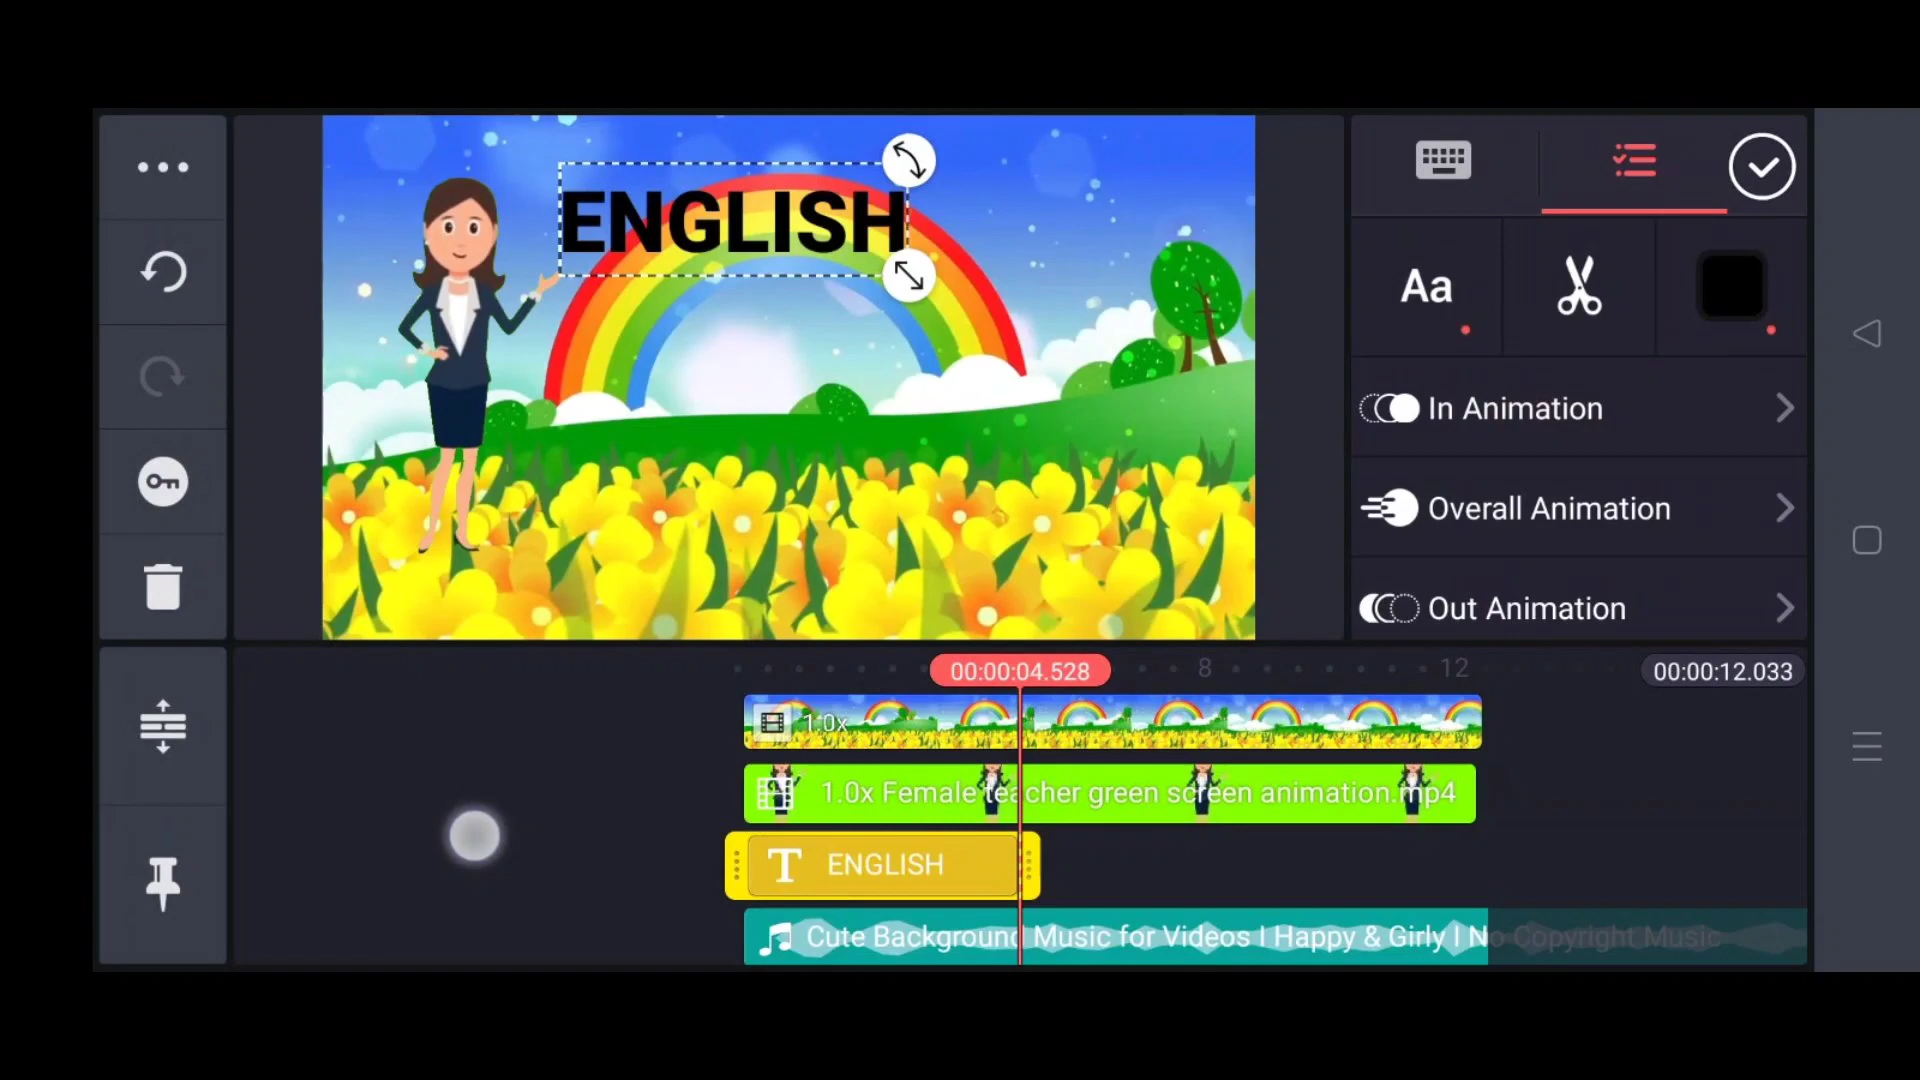 ENGLISH
Aa
In Animation
Overall Animation
Out Animation
00:00:04.528
8
12
00:00:12.033
1.0x
1.0x Female teacher green screen animation.mp4
T ENGLISH
Cute Background Music for Videos I Happy & Girly I No Copyright Music